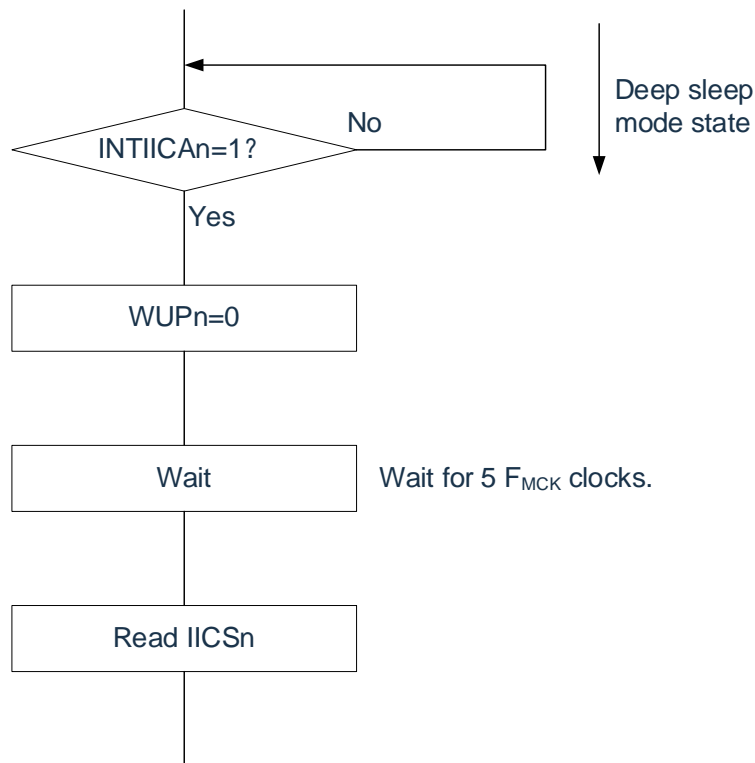 Deep sleep
mode state
No
INTIICAn=1?
Yes
WUPn=0
Wait
Wait for 5 FMCK clocks.
Read IICSn